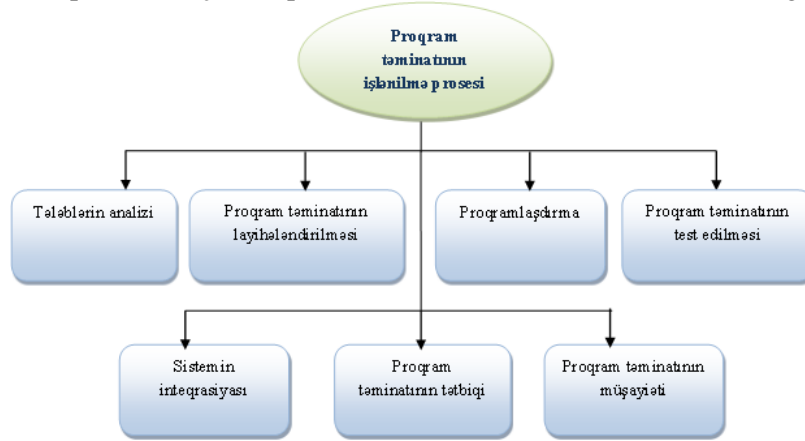 Proqram
təminatının
işlənilmə prosesi
Tələblərin analizi
Proqram təminatının
layihələndirilməsi
Proqramlaşdırma
Proqram təminatının
test edilməsi
Sistemin
inteqrasiyası
Proqram
təminatının tətbiqi
Proqram təminatının
müşayiəti